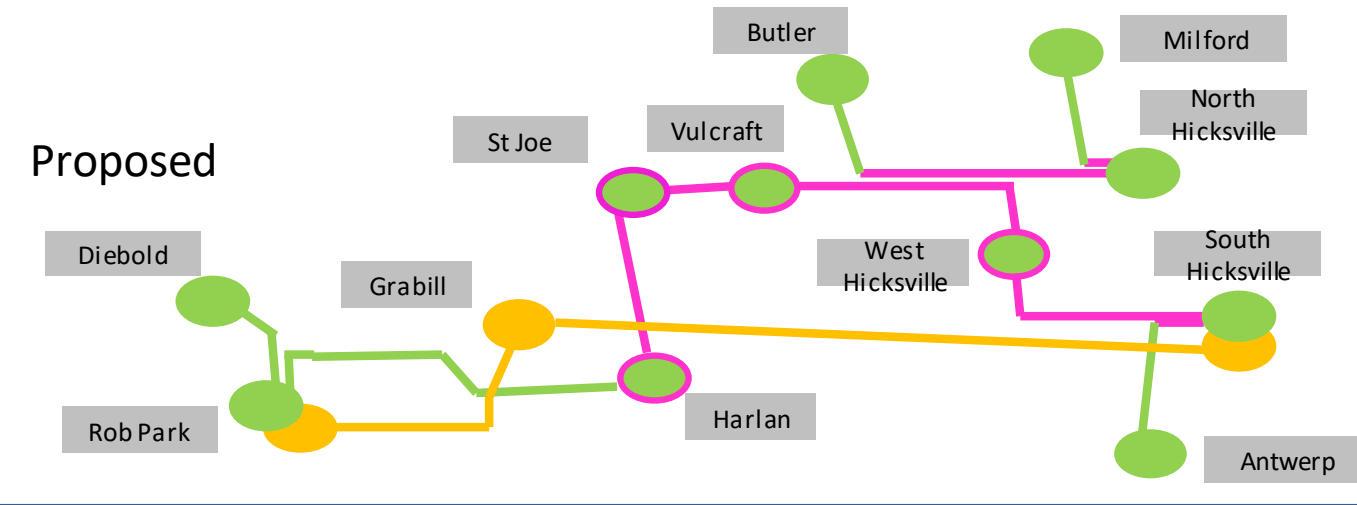 Butler
Milford
North
Hicksville
Vulcraft
St Joe
Proposed
Diebold
Grabill
West
Hicksville
South
Hicksville
Rob Park
Harlan
Antwerp